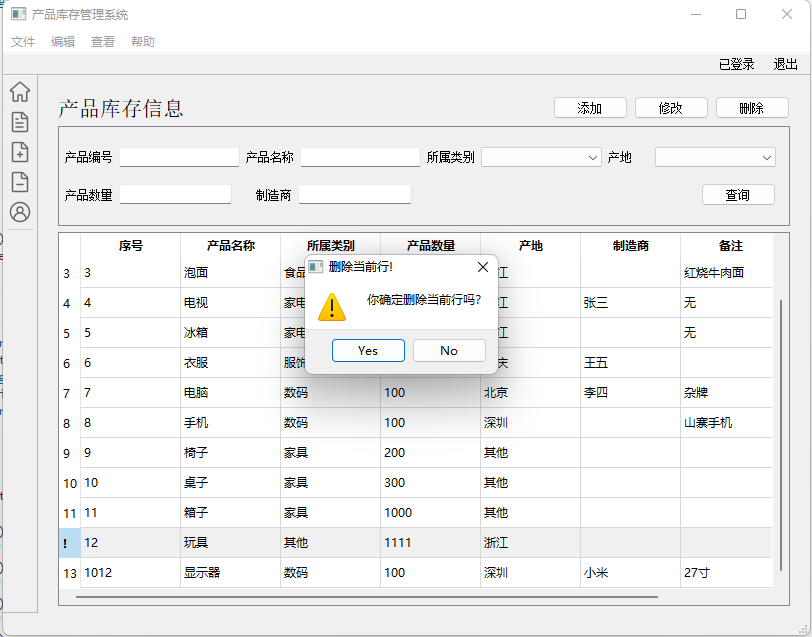 产品库存管理系统
文件 编辑 查看 帮助
已登录 退出
产品库存信息 添加 修改 删除
产品编号 产品名称 所属类别 产地
产品数量 制造商 查询
序号 产品名称 所属类别 产品数量 产地 制造商 备注
3 3 泡面 食品 江 红烧牛肉面
4 4 电视 家电 江 张三 无
5 5 冰箱 家电 江 无
6 6 衣服 服饰 王五
7 7 电脑 数码 100 北京 李四 杂牌
8 8 手机 数码 100 深圳 山寨手机
9 9 椅子 家具 200 其他
10 10 桌子 家具 300 其他
11 11 箱子 家具 1000 其他
! 12 玩具 其他 1111 浙江
13 1012 显示器 数码 100 深圳 小米 27寸
删除当前行!
你确定删除当前行吗?
Yes No